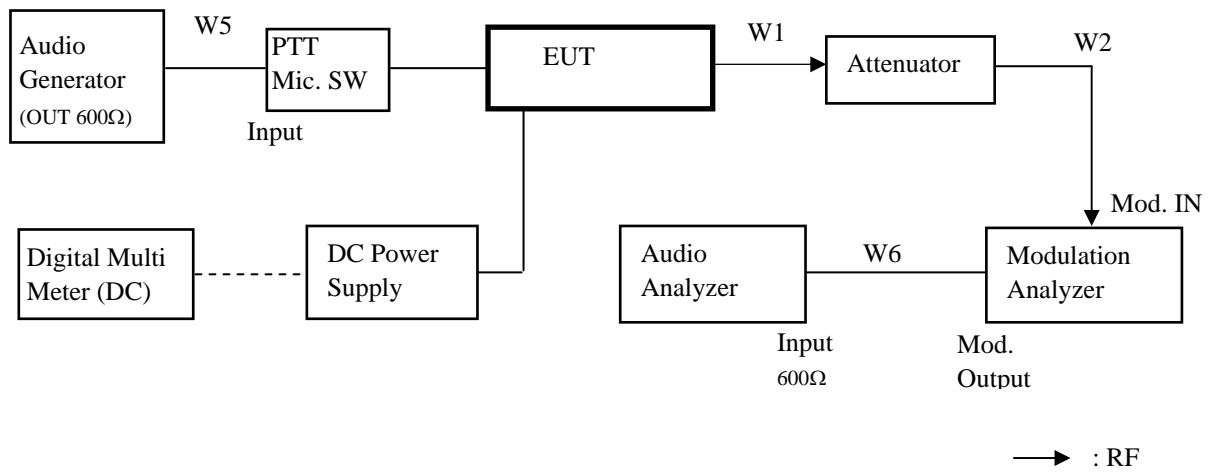 W5
W1
W2
Audio
Generator
(OUT 600Ω)
PTT
Mic. SW
Input
EUT
Attenuator
Mod. IN
Digital Multi
Meter (DC)
DC Power
Supply
Audio
Analyzer
W6
Modulation
Analyzer
Input
600Ω
Mod.
Output
: RF